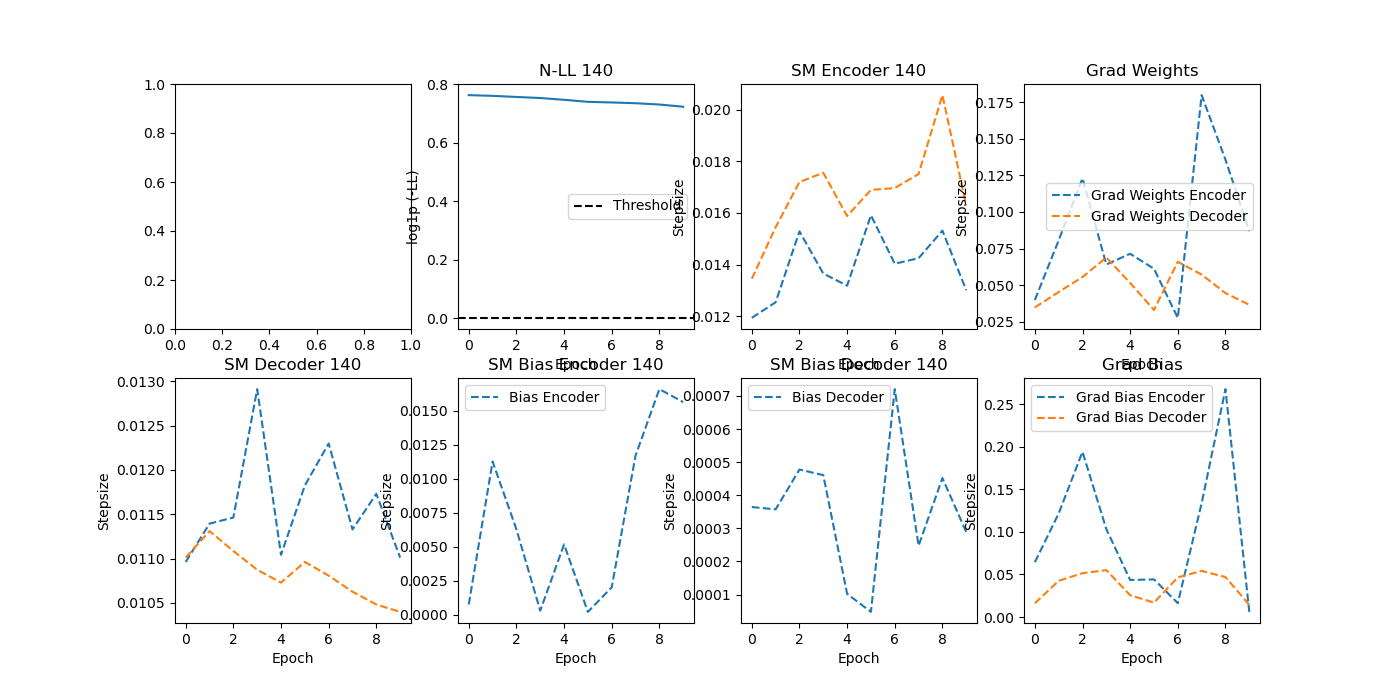 N-LL 140
SM Encoder 140
Grad Weights
1.0
0.8
0.6
0.4
0.2
0.0
0.0 0.2 0.4 0.6 0.8 1.0
log1p (-LL)
0.8
0.6
0.4
0.2
0.0
Threshold
0 2 4 6 8
Epoch
Stepsize
0.020
0.018
0.016
0.014
0.012
0 2 4 6 8
Epoch
Stepsize
0.175
0.150
0.125
0.100
0.075
0.050
0.025
Grad Weights Encoder
Grad Weights Decoder
0 2 4 6 8
Epoch
SM Decoder 140
SM Bias Encoder 140
SM Bias Decoder 140
Grad Bias
Stepsize
0.0130
0.0125
0.0120
0.0115
0.0110
0.0105
0 2 4 6 8
Epoch
Stepsize
0.0150
0.0125
0.0100
0.0075
0.0050
0.0025
0.0000
Bias Encoder
0 2 4 6 8
Epoch
Stepsize
0.0007
0.0006
0.0005
0.0004
0.0003
0.0002
0.0001
Bias Decoder
0 2 4 6 8
Epoch
Stepsize
0.25
0.20
0.15
0.10
0.05
0.00
Grad Bias Encoder
Grad Bias Decoder
0 2 4 6 8
Epoch